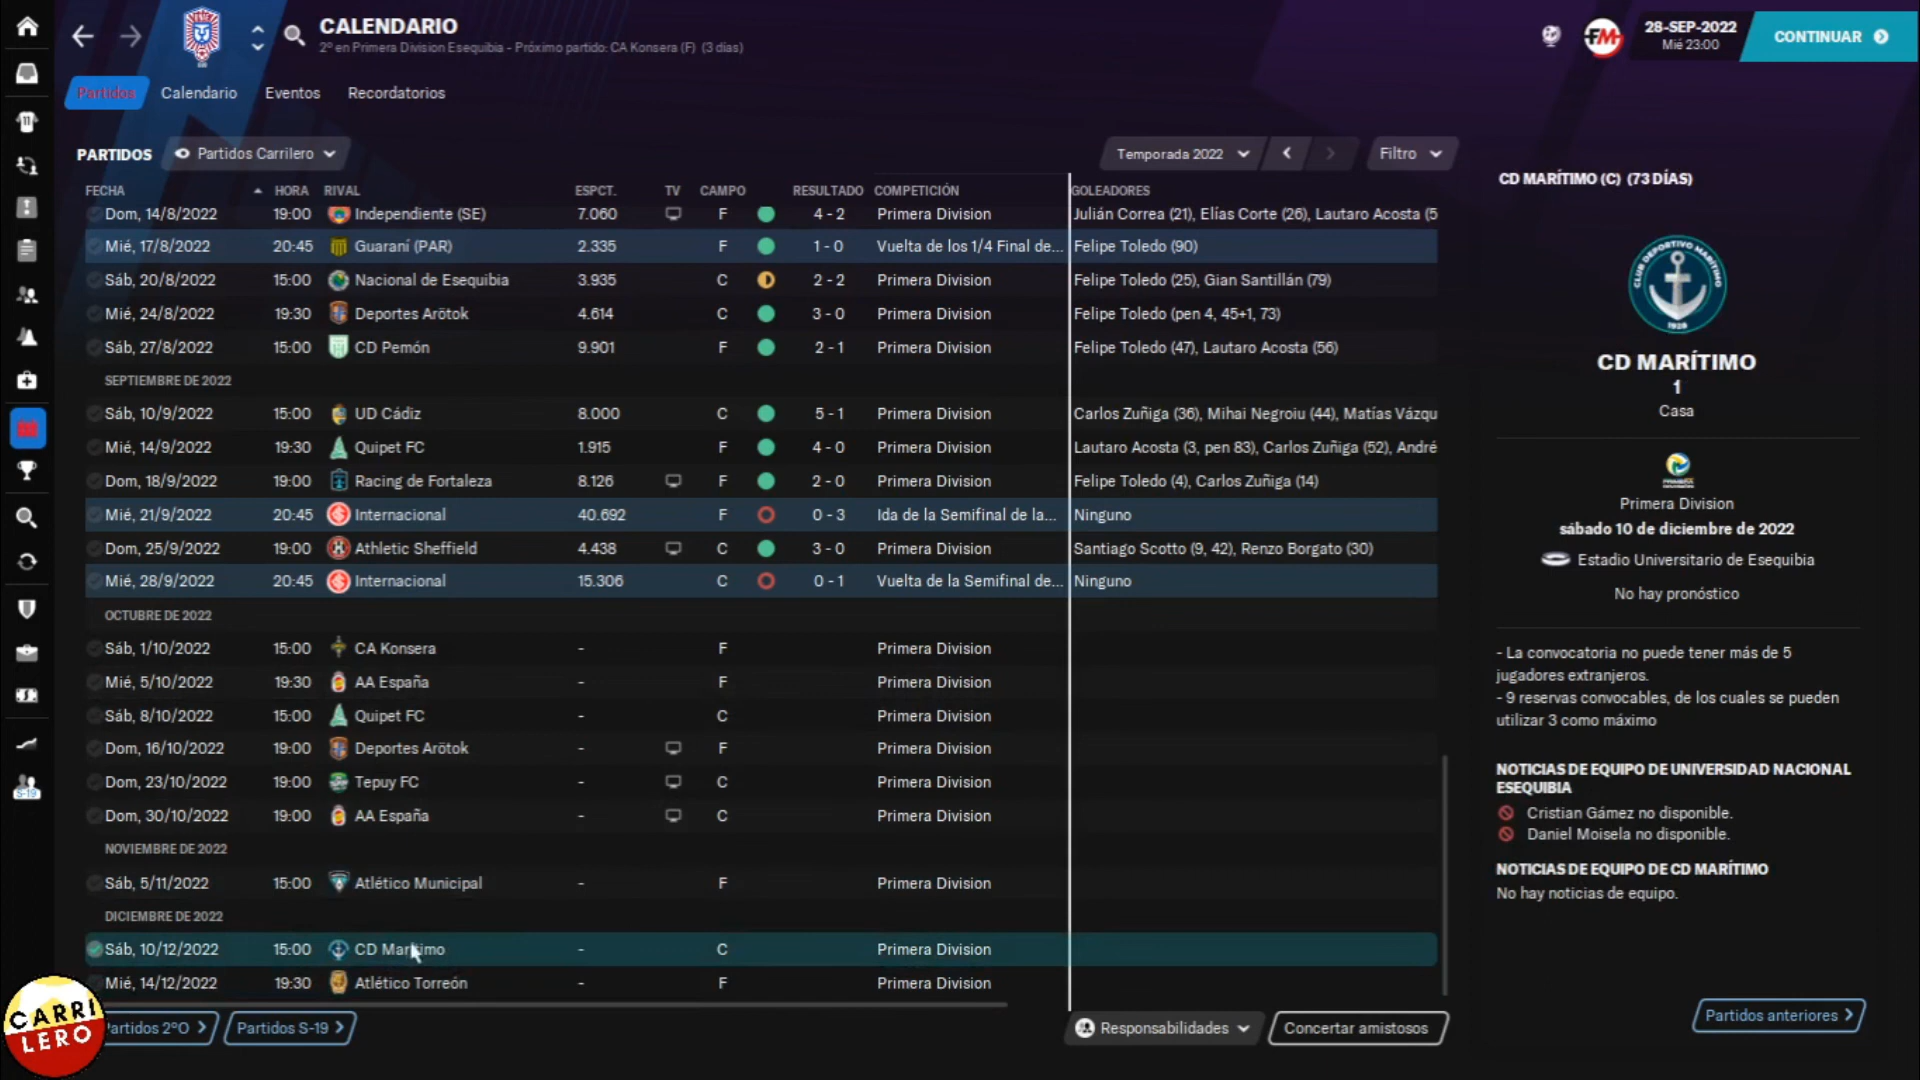 CALENDARIO
2º en Primera Division Esequibia - Próximo partido: CA Konsera (F) (3 días)
28-SEP-2022
Mié 23:00
CONTINUAR
Partidos Calendario Eventos Recordatorios
PARTIDOS Partidos Carrilero Temporada 2022 Filtro
FECHA HORA RIVAL ESPCT. TV CAMPO RESULTADO COMPETICIÓN GOLEADORES
Dom, 14/8/2022 19:00 Independiente (SE) 7.060 F 4 - 2 Primera Division Julián Correa (21), Elías Corte (26), Lautaro Acosta (5
Mié, 17/8/2022 20:45 Guaraní (PAR) 2.335 F 1 - 0 Vuelta de los 1/4 Final de... Felipe Toledo (90)
Sáb, 20/8/2022 15:00 Nacional de Esequibia 3.935 C 2 - 2 Primera Division Felipe Toledo (25), Gian Santillán (79)
Mié, 24/8/2022 19:30 Deportes Arötok 4.614 C 3 - 0 Primera Division Felipe Toledo (pen 4, 45+1, 73)
Sáb, 27/8/2022 15:00 CD Pemón 9.901 F 2 - 1 Primera Division Felipe Toledo (47), Lautaro Acosta (56)
SEPTIEMBRE DE 2022
Sáb, 10/9/2022 15:00 UD Cádiz 8.000 C 5 - 1 Primera Division Carlos Zuñiga (36), Mihai Negroiu (44), Matías Vázqu
Mié, 14/9/2022 19:30 Quipet FC 1.915 F 4 - 0 Primera Division Lautaro Acosta (3, pen 83), Carlos Zuñiga (52), André
Dom, 18/9/2022 19:00 Racing de Fortaleza 8.126 F 2 - 0 Primera Division Felipe Toledo (4), Carlos Zuñiga (14)
Mié, 21/9/2022 20:45 Internacional 40.692 F 0 - 3 Ida de la Semifinal de la... Ninguno
Dom, 25/9/2022 19:00 Athletic Sheffield 4.438 C 3 - 0 Primera Division Santiago Scotto (9, 42), Renzo Borgato (30)
Mié, 28/9/2022 20:45 Internacional 15.306 C 0 - 1 Vuelta de la Semifinal de... Ninguno
OCTUBRE DE 2022
Sáb, 1/10/2022 15:00 CA Konsera - F Primera Division
Mié, 5/10/2022 19:30 AA España - F Primera Division
Sáb, 8/10/2022 15:00 Quipet FC - C Primera Division
Dom, 16/10/2022 19:00 Deportes Arötok - F Primera Division
Dom, 23/10/2022 19:00 Tepuy FC - C Primera Division
Dom, 30/10/2022 19:00 AA España - C Primera Division
NOVIEMBRE DE 2022
Sáb, 5/11/2022 15:00 Atlético Municipal - F Primera Division
DICIEMBRE DE 2022
Sáb, 10/12/2022 15:00 CD Marítimo - C Primera Division
Mié, 14/12/2022 19:30 Atlético Torreón - F Primera Division
Partidos 2ºO Partidos S-19 Responsabilidades Concertar amistosos
CARRI
LERO
S-19
FM
CD MARÍTIMO (C) (73 DÍAS)
CLUB DEPORTIVO MARÍTIMO
1928
CD MARÍTIMO
1
Casa
Primera Division
sábado 10 de diciembre de 2022
Estadio Universitario de Esequibia
No hay pronóstico
- La convocatoria no puede tener más de 5
jugadores extranjeros.
- 9 reservas convocables, de los cuales se pueden
utilizar 3 como máximo
NOTICIAS DE EQUIPO DE UNIVERSIDAD NACIONAL
ESEQUIBIA
Cristian Gámez no disponible.
Daniel Moisela no disponible.
NOTICIAS DE EQUIPO DE CD MARÍTIMO
No hay noticias de equipo.
Partidos anteriores